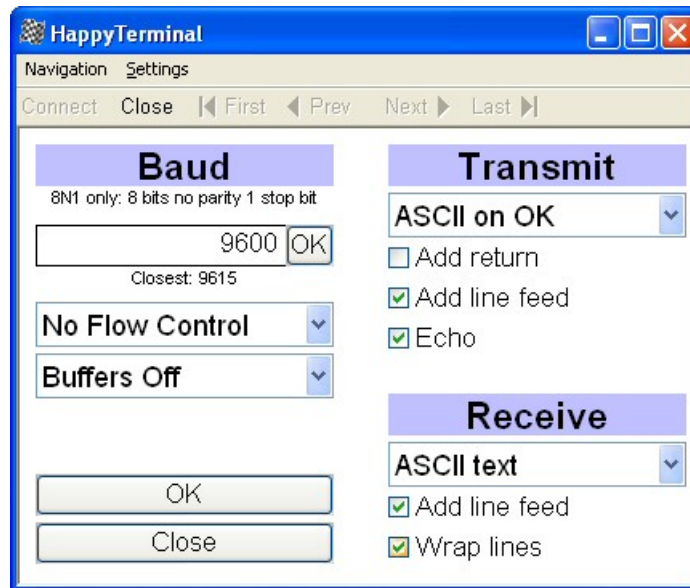 HappyTerminal
Navigation Settings
Connect Close First Prev Next Last
Baud
8N1 only: 8 bits no parity 1 stop bit
9600 OK
Closest: 9615
No Flow Control
Buffers Off
OK
Close
Transmit
ASCII on OK
Add return
Add line feed
Echo
Receive
ASCII text
Add line feed
Wrap lines